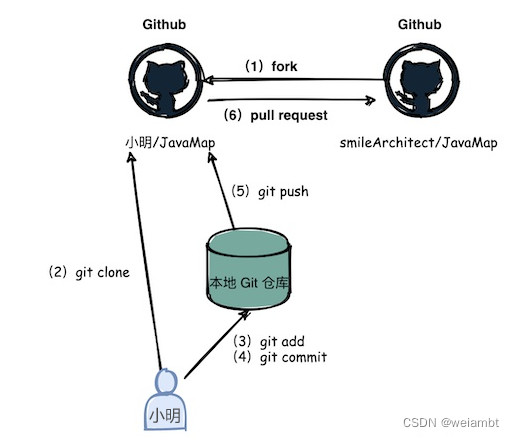 Github
Github
（1）fork
（6）pull request
小明/JavaMap
smileArchitect/JavaMap
（5）git push
（2）git clone
本地 Git 仓库
（3）git add
（4）git commit
小明
CSDN @weiambt